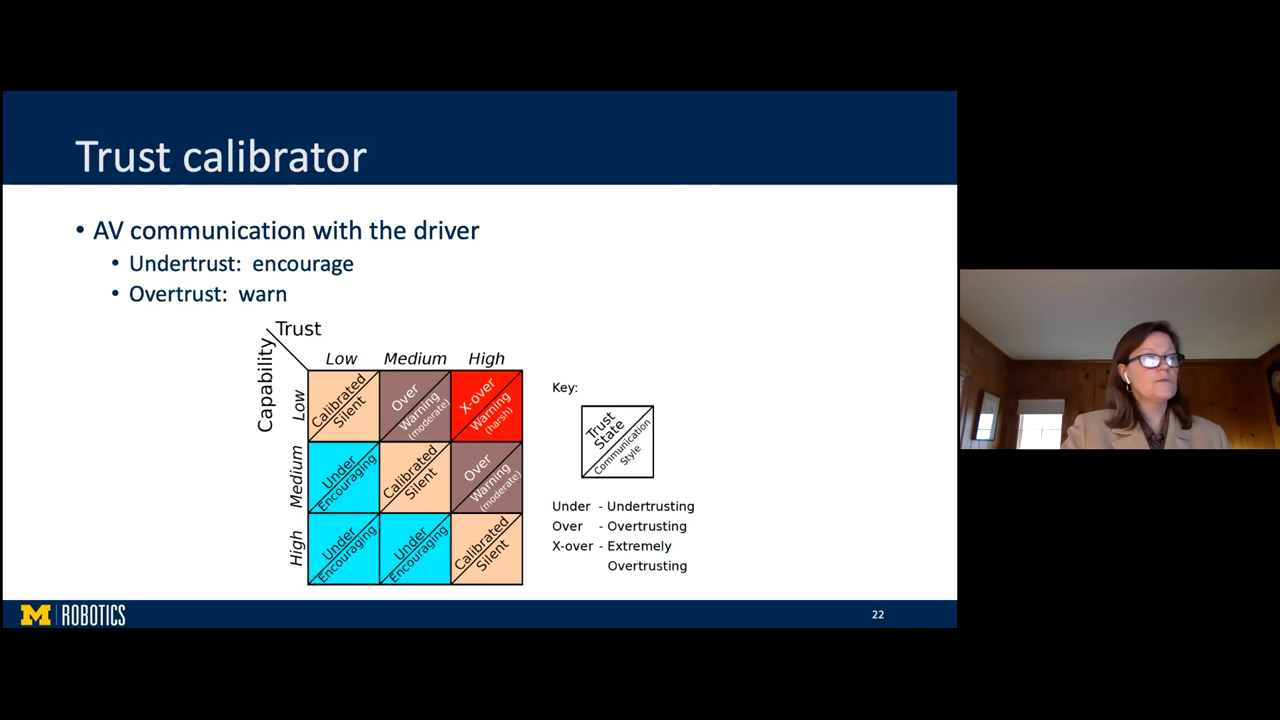 Trust calibrator
• AV communication with the driver
• Undertrust: encourage
• Overtrust: warn
Trust
Capability
Low Medium High
Low
Calibrated
Silent
Over
Warning
(moderate)
X-over
Warning
(harsh)
Medium
Under
Encouraging
Calibrated
Silent
Over
Warning
(moderate)
High
Under
Encouraging
Under
Encouraging
Calibrated
Silent
Key:
Trust
State
Communication
Style
Under - Undertrusting
Over - Overtrusting
X-over - Extremely
Overtrusting
M ROBOTICS
22